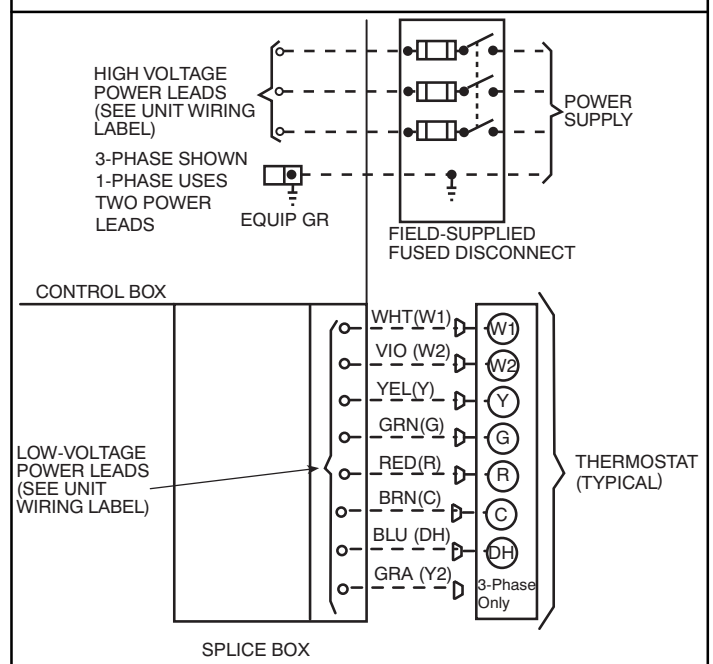 HIGH VOLTAGE
POWER LEADS
(SEE UNIT WIRING
LABEL)
POWER
SUPPLY
3-PHASE SHOWN
1-PHASE USES
TWO POWER
LEADS
EQUIP GR
FIELD-SUPPLIED
FUSED DISCONNECT
CONTROL BOX
WHT(W1)
W1
VIO (W2)
W2
YEL(Y)
Y
GRN(G)
G
LOW-VOLTAGE
POWER LEADS
(SEE UNIT
WIRING LABEL)
RED(R)
R
THERMOSTAT
(TYPICAL)
BRN(C)
C
BLU (DH)
DH
GRA (Y2)
3-Phase
Only
SPLICE BOX